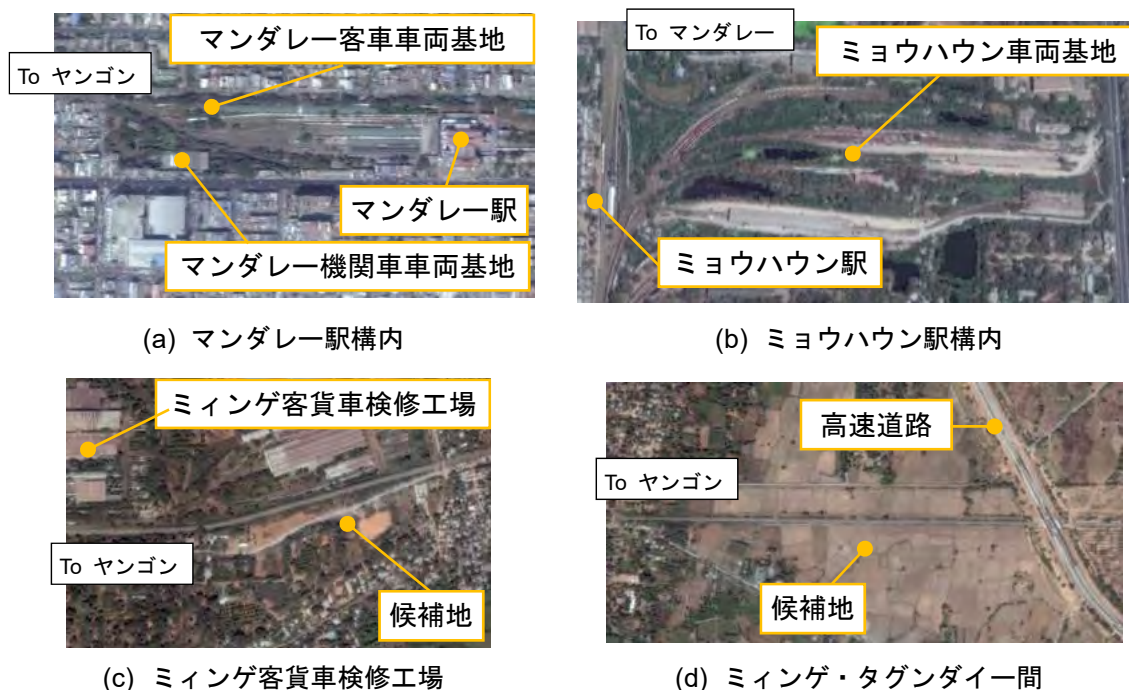 マンダレー客車車両基地
To ヤンゴン
マンダレー駅
マンダレー機関車車両基地
(a) マンダレー駅構内
To マンダレー
ミョウハウン車両基地
ミョウハウン駅
(b) ミョウハウン駅構内
ミィンゲ客貨車検修工場
To ヤンゴン
候補地
(c) ミィンゲ客貨車検修工場
高速道路
To ヤンゴン
候補地
(d) ミィンゲ・タグンダイー間